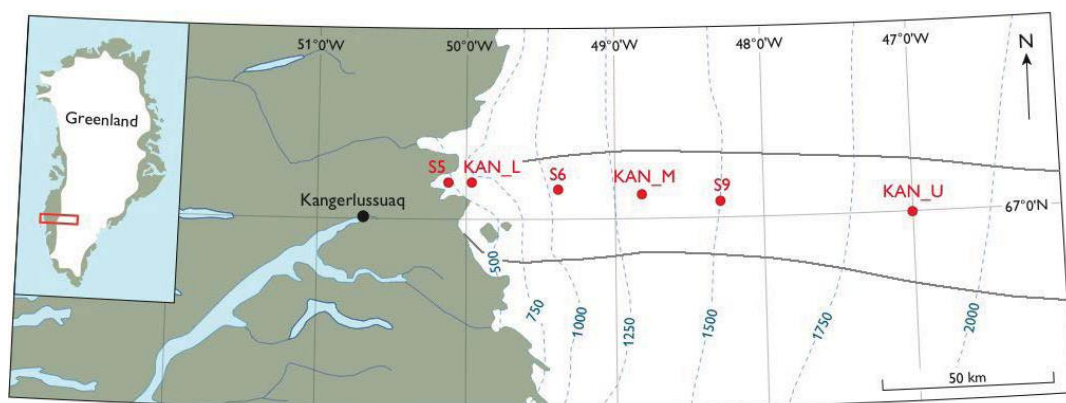 51°0'W
50°0'W
49°0'W
48°0'W
47°0'W
N
Greenland
S5
KAN_L
S6
KAN_M
S9
KAN_U
Kangerlussuaq
67°0'N
500
750
1000
1250
1500
1750
2000
50 km